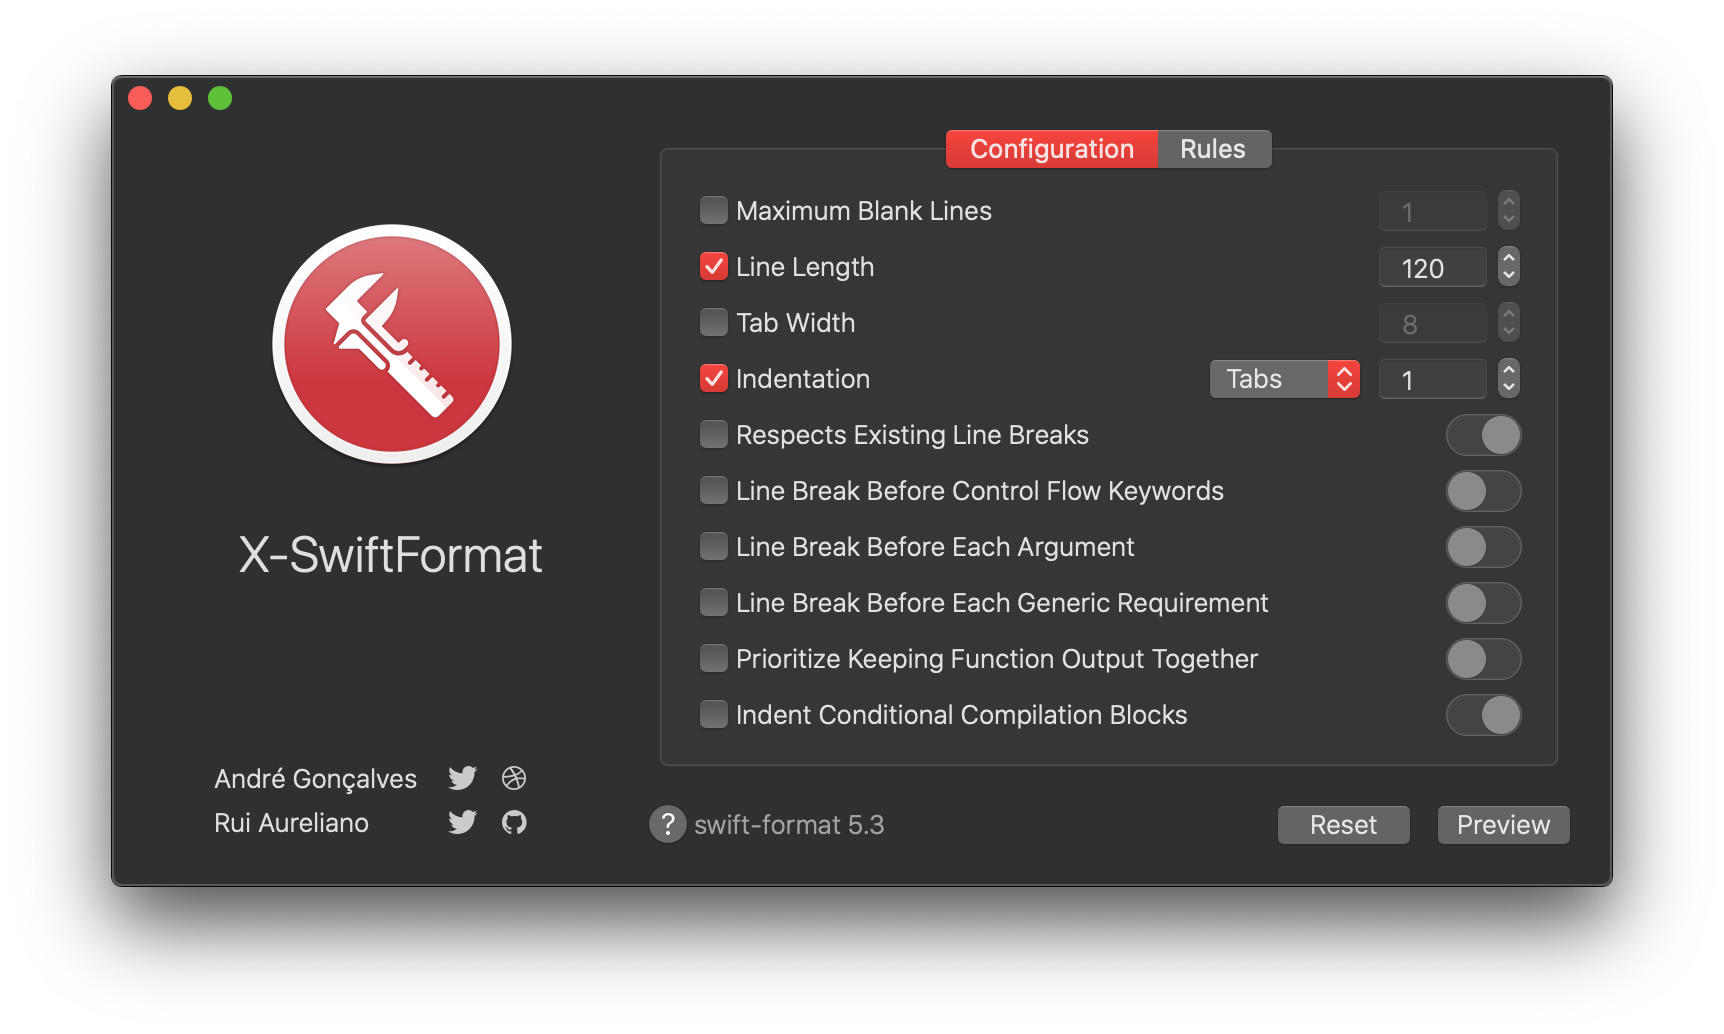 Configuration Rules
Maximum Blank Lines 1
Line Length 120
Tab Width 8
Indentation Tabs 1
Respects Existing Line Breaks
Line Break Before Control Flow Keywords
Line Break Before Each Argument
Line Break Before Each Generic Requirement
Prioritize Keeping Function Output Together
Indent Conditional Compilation Blocks
X-SwiftFormat
André Gonçalves
Rui Aureliano
? swift-format 5.3
Reset Preview